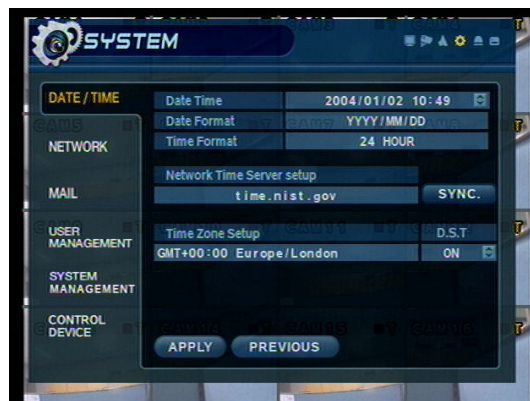 SYSTEM
DATE / TIME
Date Time 2004/01/02 10:49
Date Format YYYY / MM / DD
Time Format 24 HOUR
NETWORK
Network Time Server setup
MAIL
time.nist.gov SYNC.
USER MANAGEMENT
Time Zone Setup D.S.T
GMT+00:00 Europe/London ON
SYSTEM MANAGEMENT
CONTROL DEVICE
APPLY PREVIOUS